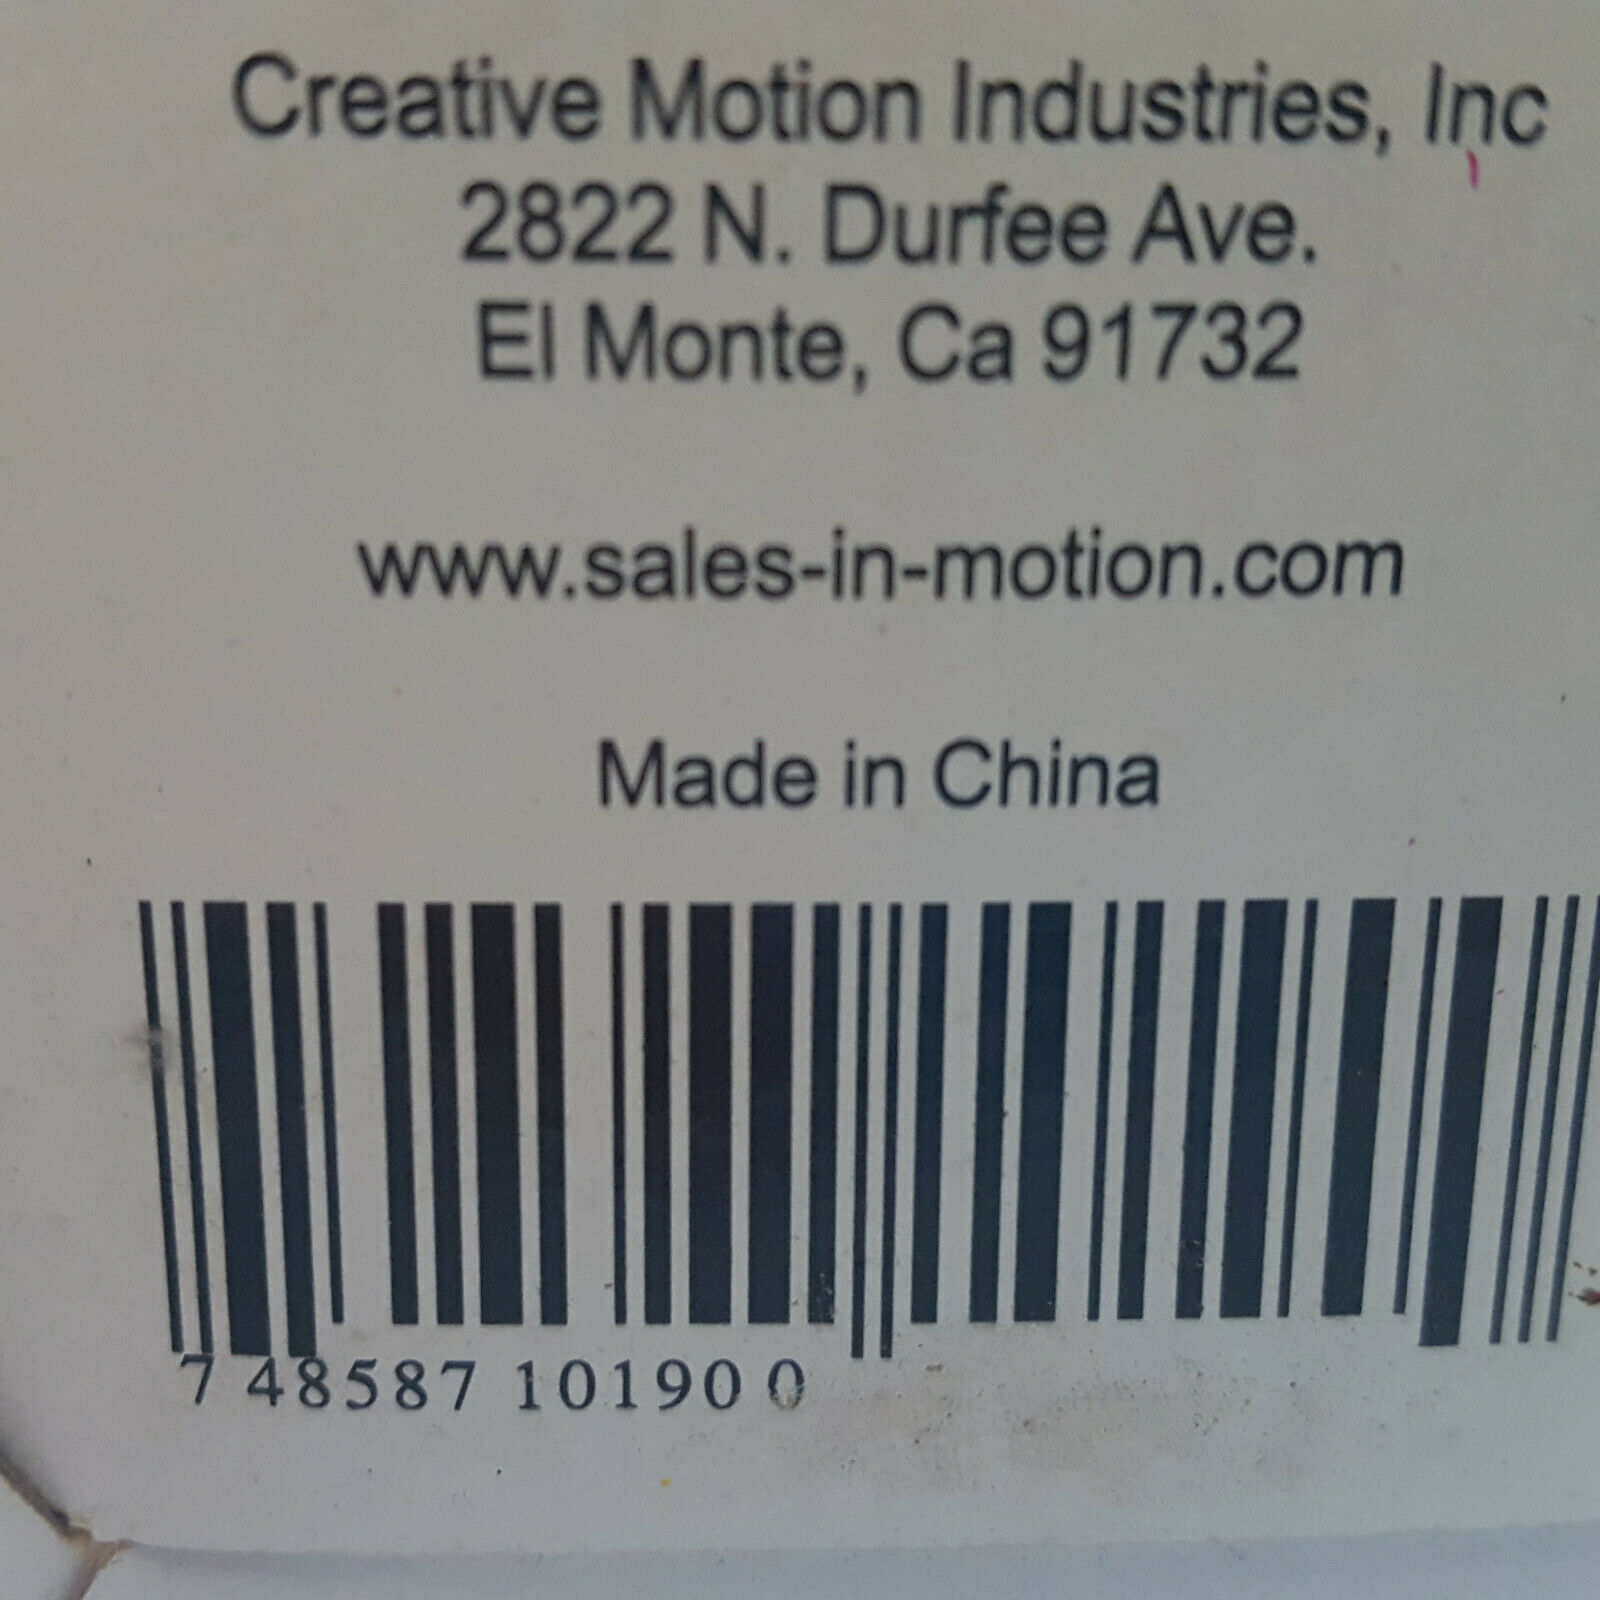 Creative Motion Industries, Inc
2822 N. Durfee Ave.
El Monte, Ca 91732
www.sales-in-motion.com
Made in China
7 48587 10190 0